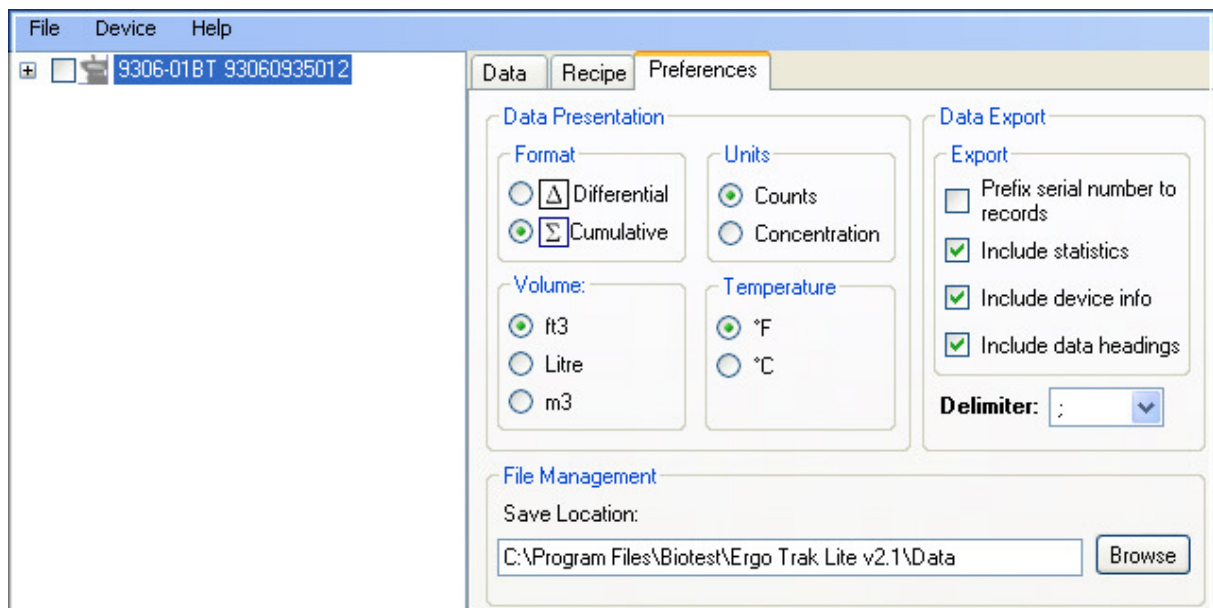 File Device Help
9306-01BT 93060935012
Data Recipe Preferences
Data Presentation
Format
Δ Differential
Σ Cumulative
Units
Counts
Concentration
Volume:
ft3
Litre
m3
Temperature
°F
°C
Data Export
Export
Prefix serial number to
records
Include statistics
Include device info
Include data headings
Delimiter: ;
File Management
Save Location:
C:\Program Files\Biotest\Ergo Trak Lite v2.1\Data
Browse